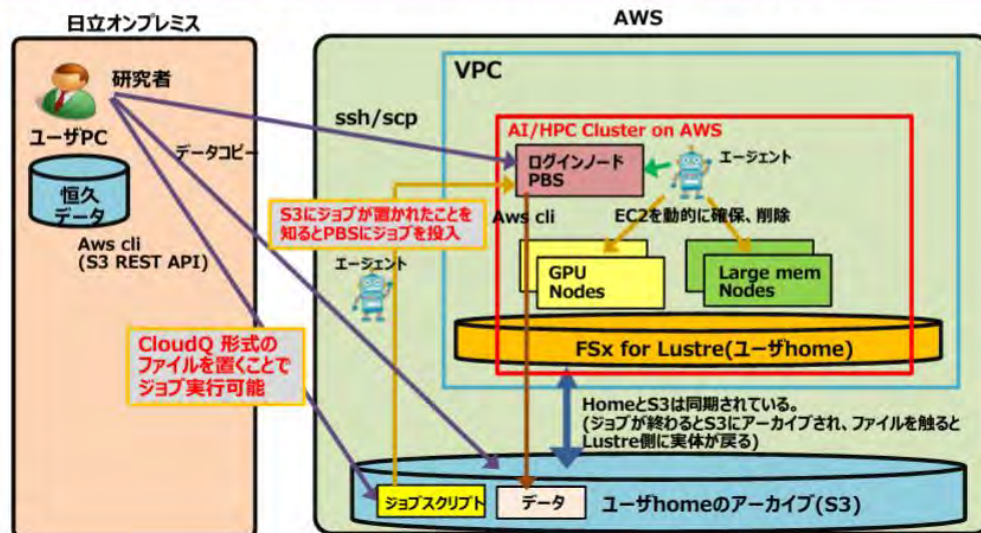 日立オンプレミス
AWS
研究者
ユーザPC
恒久
データ
Aws cli
(S3 REST API)
データコピー
ssh/scp
VPC
AI/HPC Cluster on AWS
ログインノード
PBS
エージェント
S3にジョブが置かれたことを
知るとPBSにジョブを投入
Aws cli
EC2を動的に確保、削除
エージェント
GPU
Nodes
Large mem
Nodes
CloudQ 形式の
ファイルを置くことで
ジョブ実行可能
FSx for Lustre(ユーザhome)
HomeとS3は同期されている。
(ジョブが終わるとS3にアーカイブされ、ファイルを触ると
Lustre側に実体が戻る)
ジョブスクリプト
データ
ユーザhomeのアーカイブ(S3)